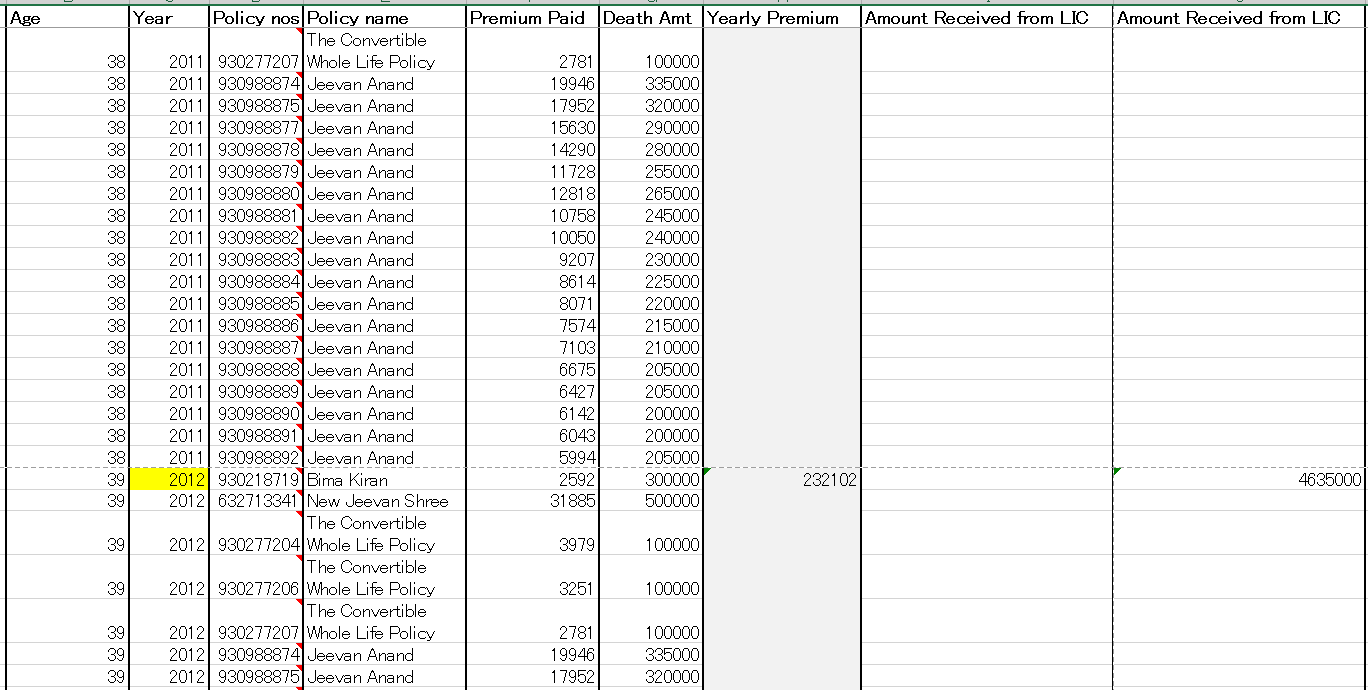 Age Year Policy nos Policy name Premium Paid Death Amt Yearly Premium Amount Received from LIC Amount Received from LIC
The Convertible
38 2011 930277207 Whole Life Policy 2781 100000
38 2011 930988874 Jeevan Anand 19946 335000
38 2011 930988875 Jeevan Anand 17952 320000
38 2011 930988877 Jeevan Anand 15630 290000
38 2011 930988878 Jeevan Anand 14290 280000
38 2011 930988879 Jeevan Anand 11728 255000
38 2011 930988880 Jeevan Anand 12818 265000
38 2011 930988881 Jeevan Anand 10758 245000
38 2011 930988882 Jeevan Anand 10050 240000
38 2011 930988883 Jeevan Anand 9207 230000
38 2011 930988884 Jeevan Anand 8614 225000
38 2011 930988885 Jeevan Anand 8071 220000
38 2011 930988886 Jeevan Anand 7574 215000
38 2011 930988887 Jeevan Anand 7103 210000
38 2011 930988888 Jeevan Anand 6675 205000
38 2011 930988889 Jeevan Anand 6427 205000
38 2011 930988890 Jeevan Anand 6142 200000
38 2011 930988891 Jeevan Anand 6043 200000
38 2011 930988892 Jeevan Anand 5994 205000
39 2012 930218719 Bima Kiran 2592 300000 232102 4635000
39 2012 632713341 New Jeevan Shree 31885 500000
The Convertible
39 2012 930277204 Whole Life Policy 3979 100000
The Convertible
39 2012 930277206 Whole Life Policy 3251 100000
The Convertible
39 2012 930277207 Whole Life Policy 2781 100000
39 2012 930988874 Jeevan Anand 19946 335000
39 2012 930988875 Jeevan Anand 17952 320000